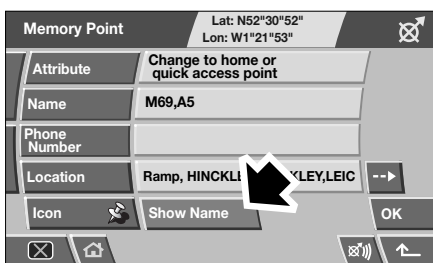 Memory Point
Lat: N52"30"52"
Lon: W1"21"53"
Attribute
Change to home or
quick access point
Name
M69,A5
Phone
Number
Location
Ramp, HINCKLE KLEY,LEIC
Icon
Show Name
OK